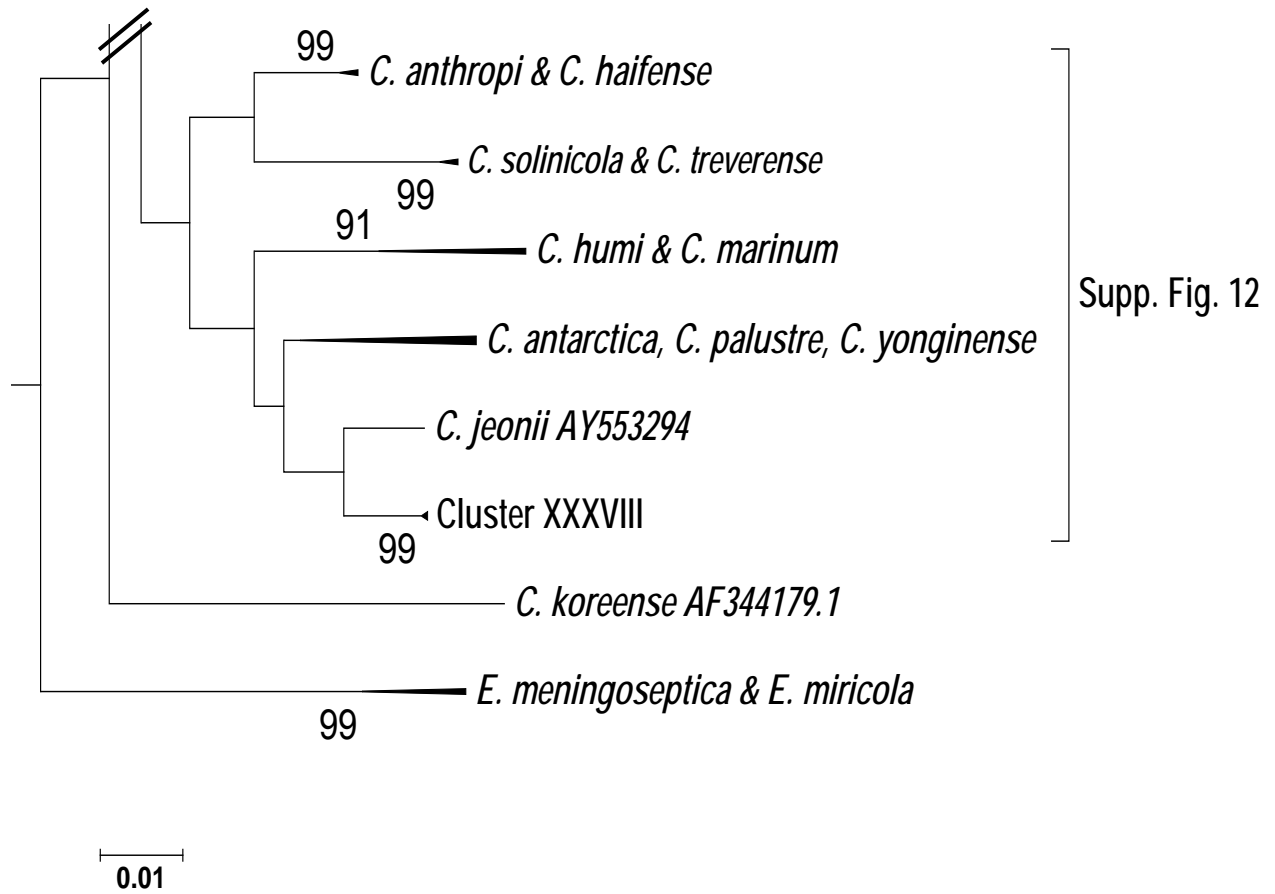 99
C. anthropi & C. haifense
C. solinicola & C. treverense
99
91
C. humi & C. marinum
Supp. Fig. 12
C. antarctica, C. palustre, C. yonginense
C. jeonii AY553294
Cluster XXXVIII
99
C. koreense AF344179.1
E. meningoseptica & E. miricola
99
0.01